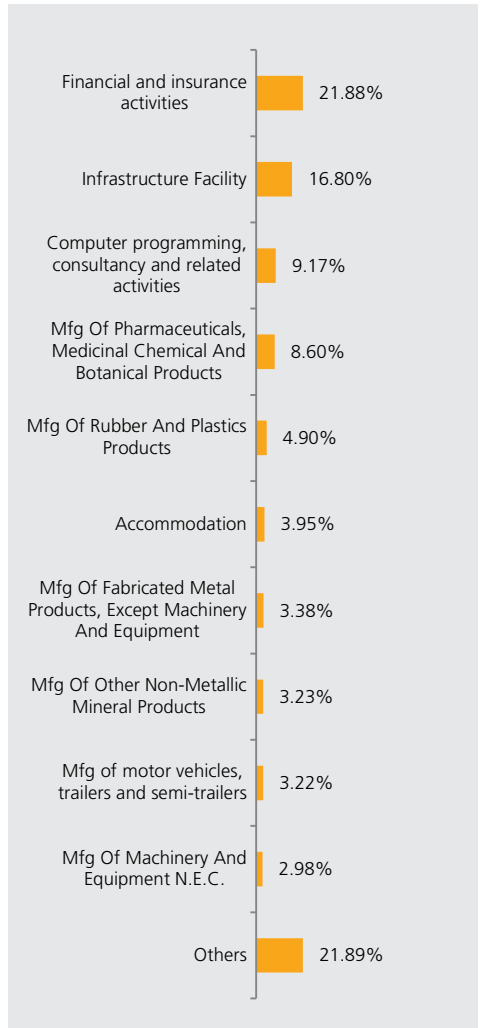 Financial and insurance
activities
21.88%
Infrastructure Facility
16.80%
Computer programming,
consultancy and related
activities
9.17%
Mfg Of Pharmaceuticals,
Medicinal Chemical And
Botanical Products
8.60%
Mfg Of Rubber And Plastics
Products
4.90%
Accommodation
3.95%
Mfg Of Fabricated Metal
Products, Except Machinery
And Equipment
3.38%
Mfg Of Other Non-Metallic
Mineral Products
3.23%
Mfg of motor vehicles,
trailers and semi-trailers
3.22%
Mfg Of Machinery And
Equipment N.E.C.
2.98%
Others
21.89%